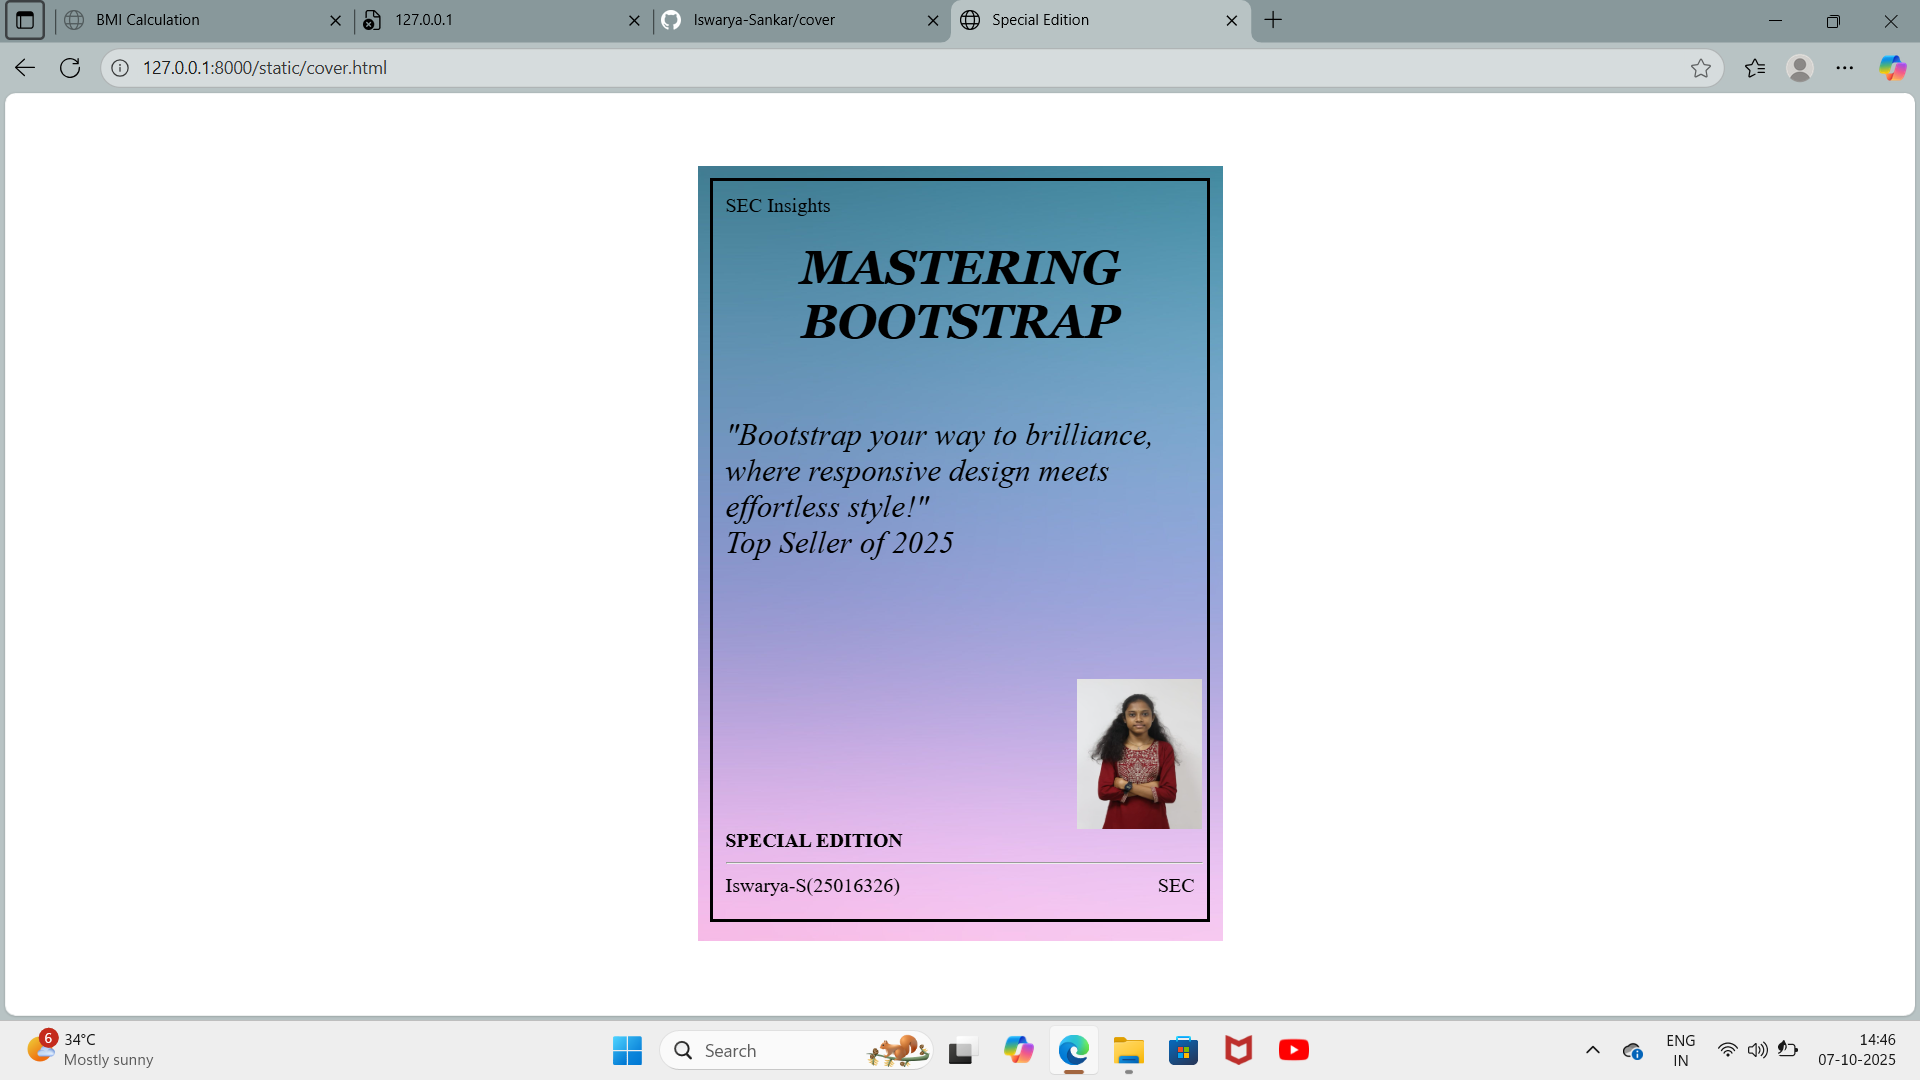 BMI Calculation
127.0.0.1
Iswarya-Sankar/cover
Special Edition
127.0.0.1:8000/static/cover.html
SEC Insights
MASTERING
BOOTSTRAP
"Bootstrap your way to brilliance,
where responsive design meets
effortless style!"
Top Seller of 2025
SPECIAL EDITION
Iswarya-S(25016326)
SEC
6
34°C
Mostly sunny
Search
ENG
IN
14:46
07-10-2025